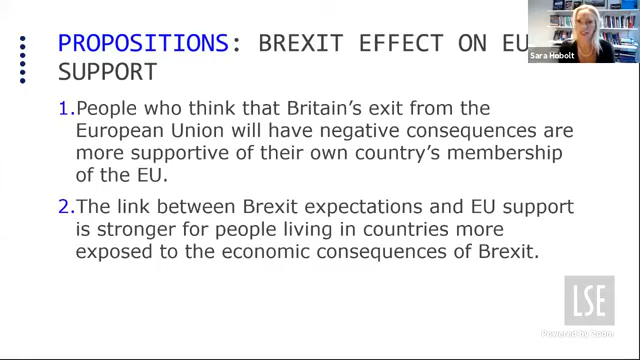 PROPOSITIONS: BREXIT EFFECT ON EU
SUPPORT
Sara Hobolt
1.People who think that Britain's exit from the
European Union will have negative consequences are
more supportive of their own country's membership
of the EU.
2.The link between Brexit expectations and EU support
is stronger for people living in countries more
exposed to the economic consequences of Brexit.
LSE
Powered by Zoom